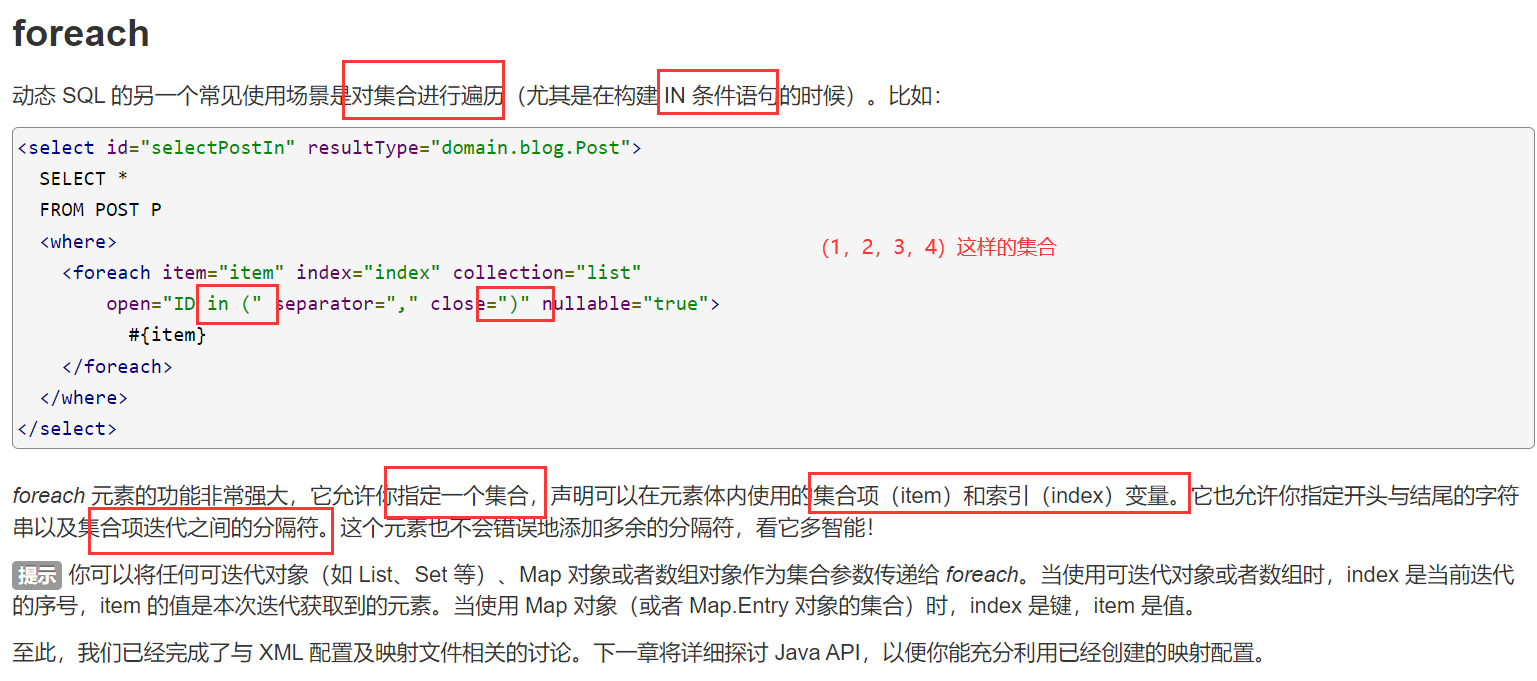 foreach
动态 SQL 的另一个常见使用场景是对集合进行遍历（尤其是在构建 IN 条件语句的时候）。比如：
<select id="selectPostIn" resultType="domain.blog.Post">
  SELECT *
  FROM POST P
  <where>
（1，2，3，4）这样的集合
    <foreach item="item" index="index" collection="list"
        open="ID in (" separator="," close=")" nullable="true">
          #{item}
    </foreach>
  </where>
</select>
foreach 元素的功能非常强大，它允许你指定一个集合，声明可以在元素体内使用的集合项（item）和索引（index）变量。它也允许你指定开头与结尾的字符
串以及集合项迭代之间的分隔符。这个元素也不会错误地添加多余的分隔符，看它多智能！
提示 你可以将任何可迭代对象（如 List、Set 等）、Map 对象或者数组对象作为集合参数传递给 foreach。当使用可迭代对象或者数组时，index 是当前迭代
的序号，item 的值是本次迭代获取到的元素。当使用 Map 对象（或者 Map.Entry 对象的集合）时，index 是键，item 是值。
至此，我们已经完成了与 XML 配置及映射文件相关的讨论。下一章将详细探讨 Java API，以便你能充分利用已经创建的映射配置。